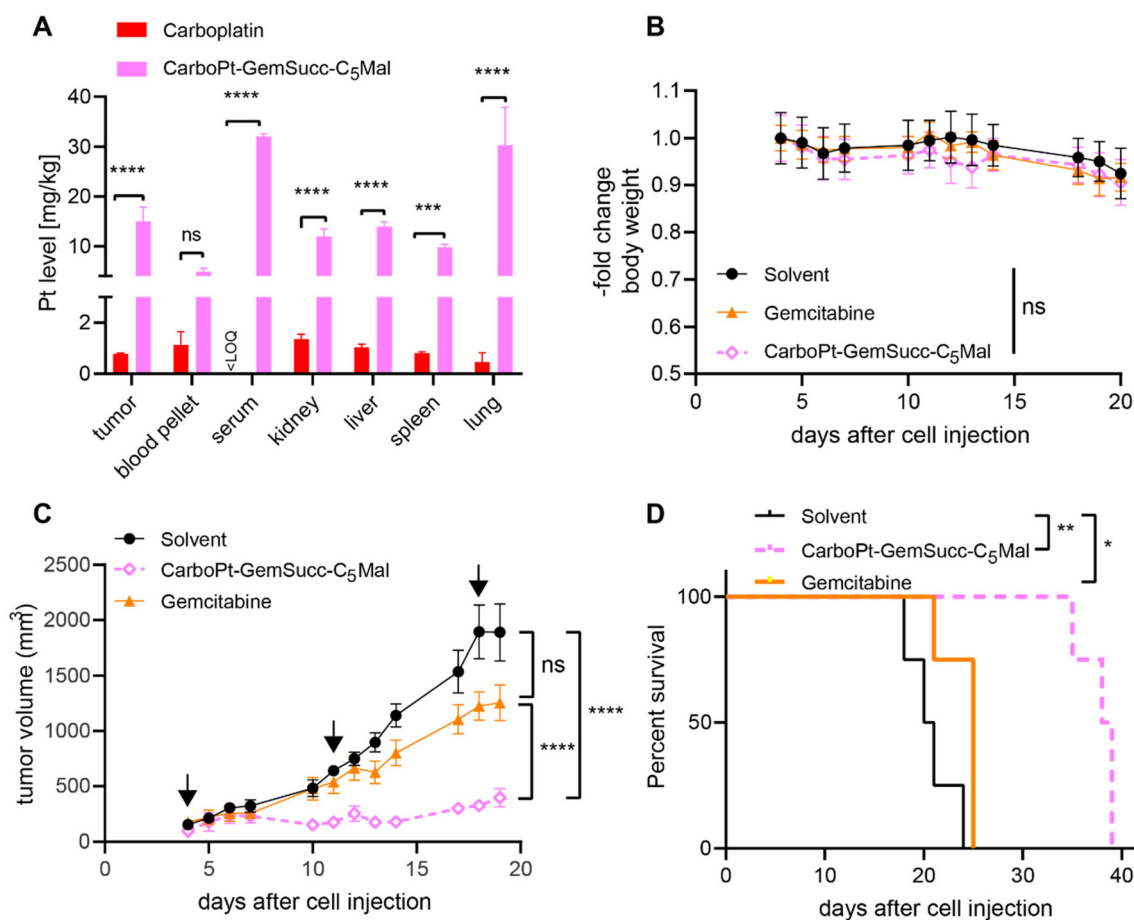 A
Carboplatin
CarboPt-GemSucc-C5Mal
Pt level [mg/kg]
40
30
20
10
2
0
****
ns
****
****
****
***
****
<LOQ
tumor
blood pellet
serum
kidney
liver
spleen
lung
B
-fold change
body weight
1.1
1.0
0.9
0.8
0.7
0.6
0.5
Solvent
Gemcitabine
CarboPt-GemSucc-C5Mal
ns
0 5 10 15 20
days after cell injection
C
Solvent
CarboPt-GemSucc-C5Mal
Gemcitabine
tumor volume (mm3)
2500
2000
1500
1000
500
0
ns
****
****
0 5 10 15 20
days after cell injection
D
Solvent
CarboPt-GemSucc-C5Mal
Gemcitabine
**
*
Percent survival
100
50
0
0 10 20 30 40
days after cell injection